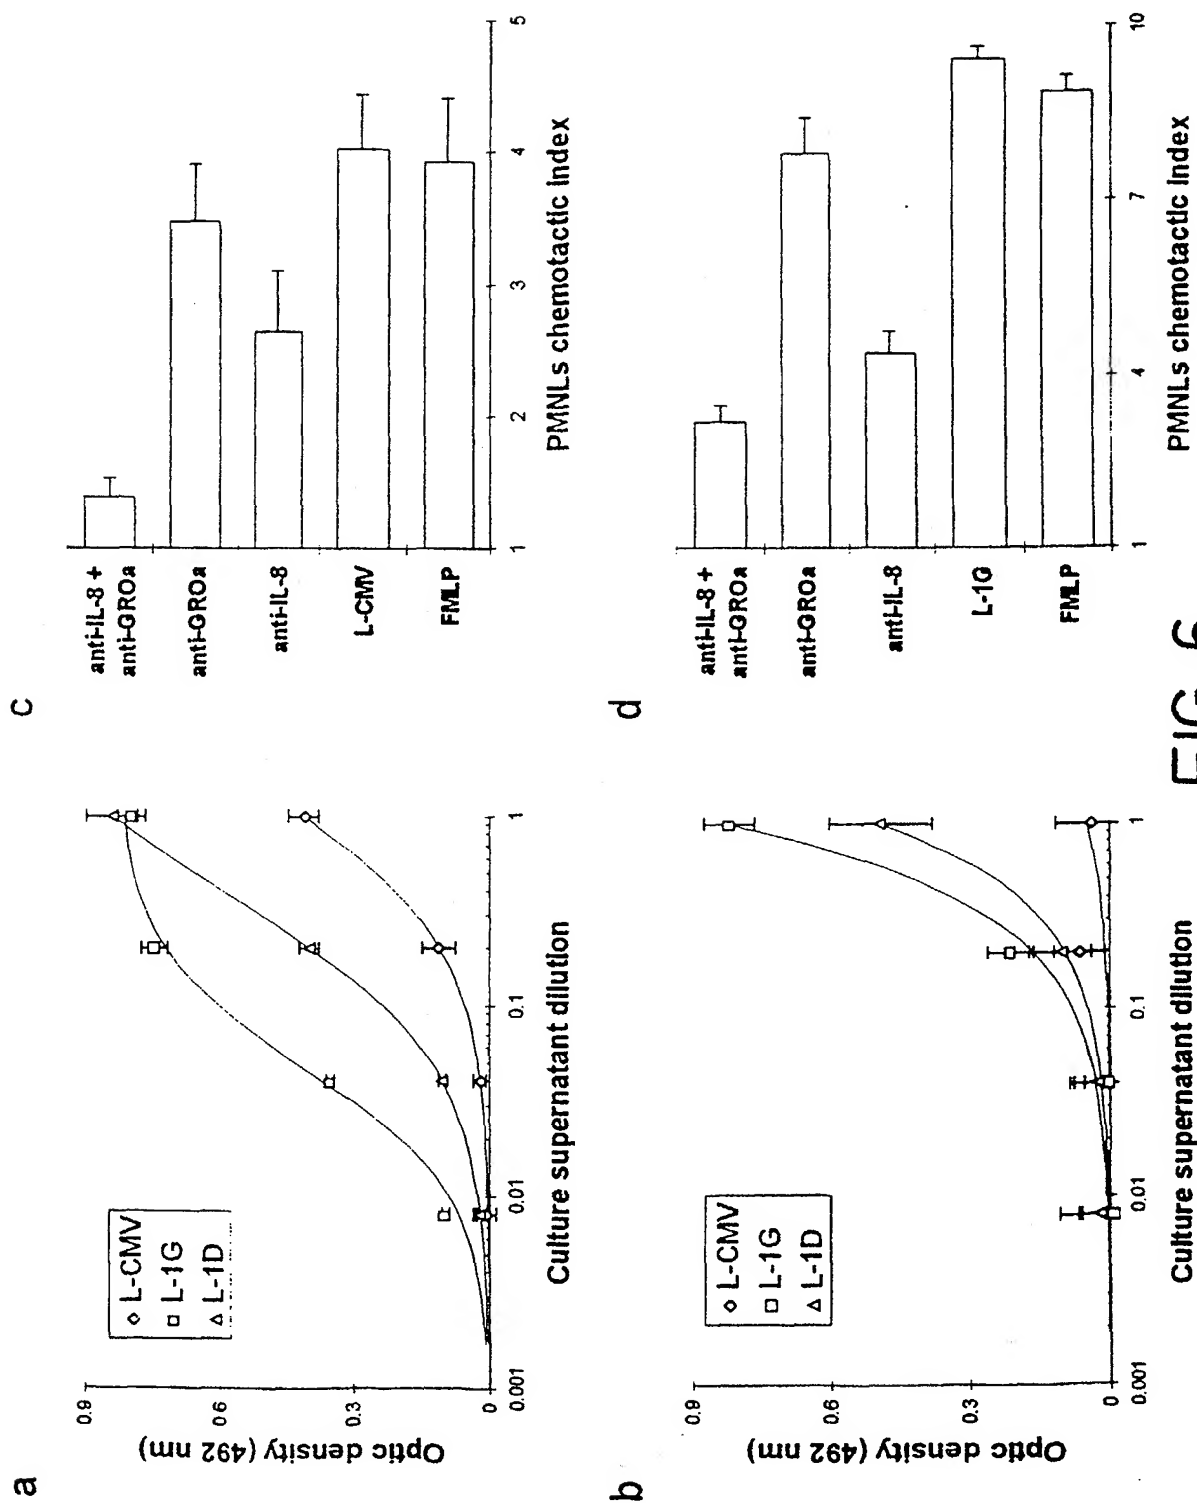 a
Optic density (492 nm)
0.9
0.6
0.3
0
0.001
0.01
0.1
1
Culture supernatant dilution
L-CMV
L-1G
L-1D
b
Optic density (492 nm)
0.9
0.6
0.3
0
0.001
0.01
0.1
1
Culture supernatant dilution
L-CMV
L-1G
L-1D
c
anti-IL-8 +
anti-GROa
anti-GROa
anti-IL-8
L-CMV
FMLP
1
2
3
4
5
PMNLs chemotactic index
d
anti-IL-8 +
anti-GROa
anti-GROa
anti-IL-8
L-1G
FMLP
1
4
7
10
PMNLs chemotactic index
FIG 6